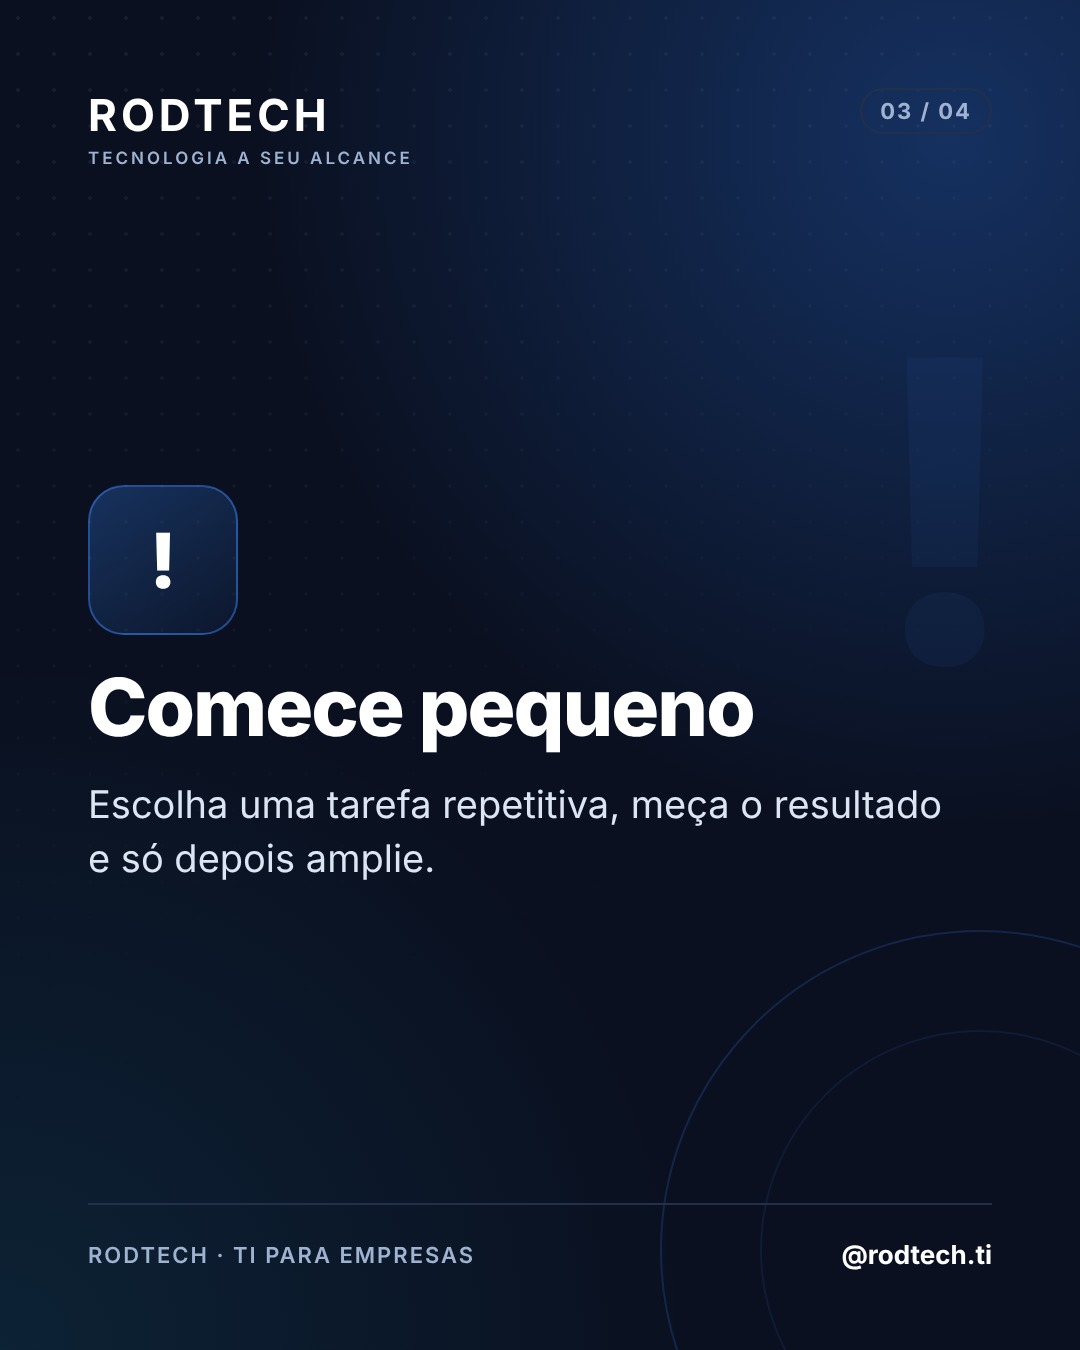 RODTECH
TECNOLOGIA A SEU ALCANCE
03 / 04
!
!
Comece pequeno
Escolha uma tarefa repetitiva, meça o resultado
e só depois amplie.
RODTECH · TI PARA EMPRESAS
@rodtech.ti